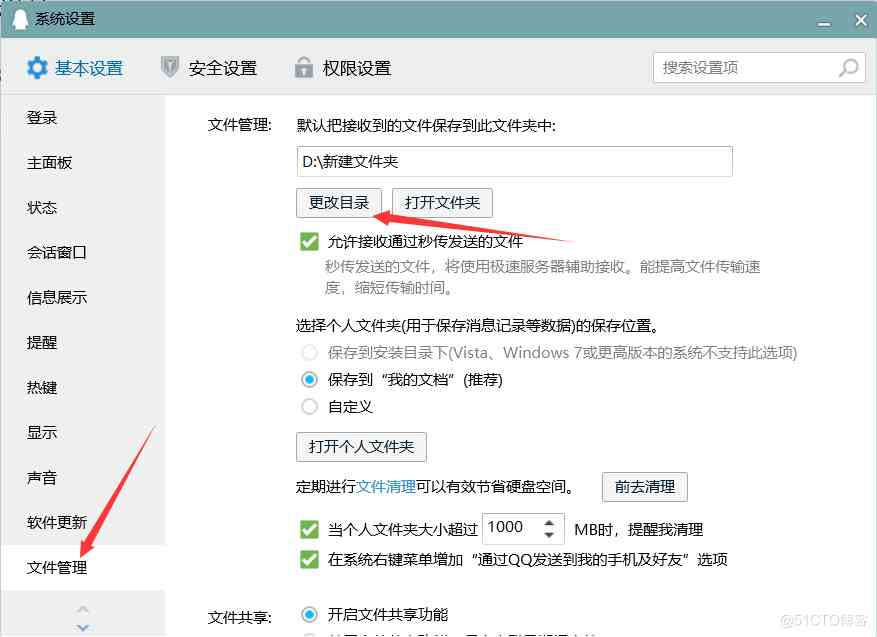 系统设置
基本设置
安全设置
权限设置
搜索设置项
登录
主面板
状态
会话窗口
信息展示
提醒
热键
显示
声音
软件更新
文件管理
文件管理:
默认把接收到的文件保存到此文件夹中:
D:\新建文件夹
更改目录
打开文件夹
允许接收通过秒传发送的文件
秒传发送的文件，将使用极速服务器辅助接收。能提高文件传输速
度，缩短传输时间。
选择个人文件夹(用于保存消息记录等数据)的保存位置。
保存到安装目录下(Vista、Windows 7或更高版本的系统不支持此选项)
保存到“我的文档”(推荐)
自定义
打开个人文件夹
定期进行文件清理可以有效节省硬盘空间。
前去清理
当个人文件夹大小超过 1000 MB时，提醒我清理
在系统右键菜单增加“通过QQ发送到我的手机及好友”选项
文件共享:
开启文件共享功能
@51CTO博客